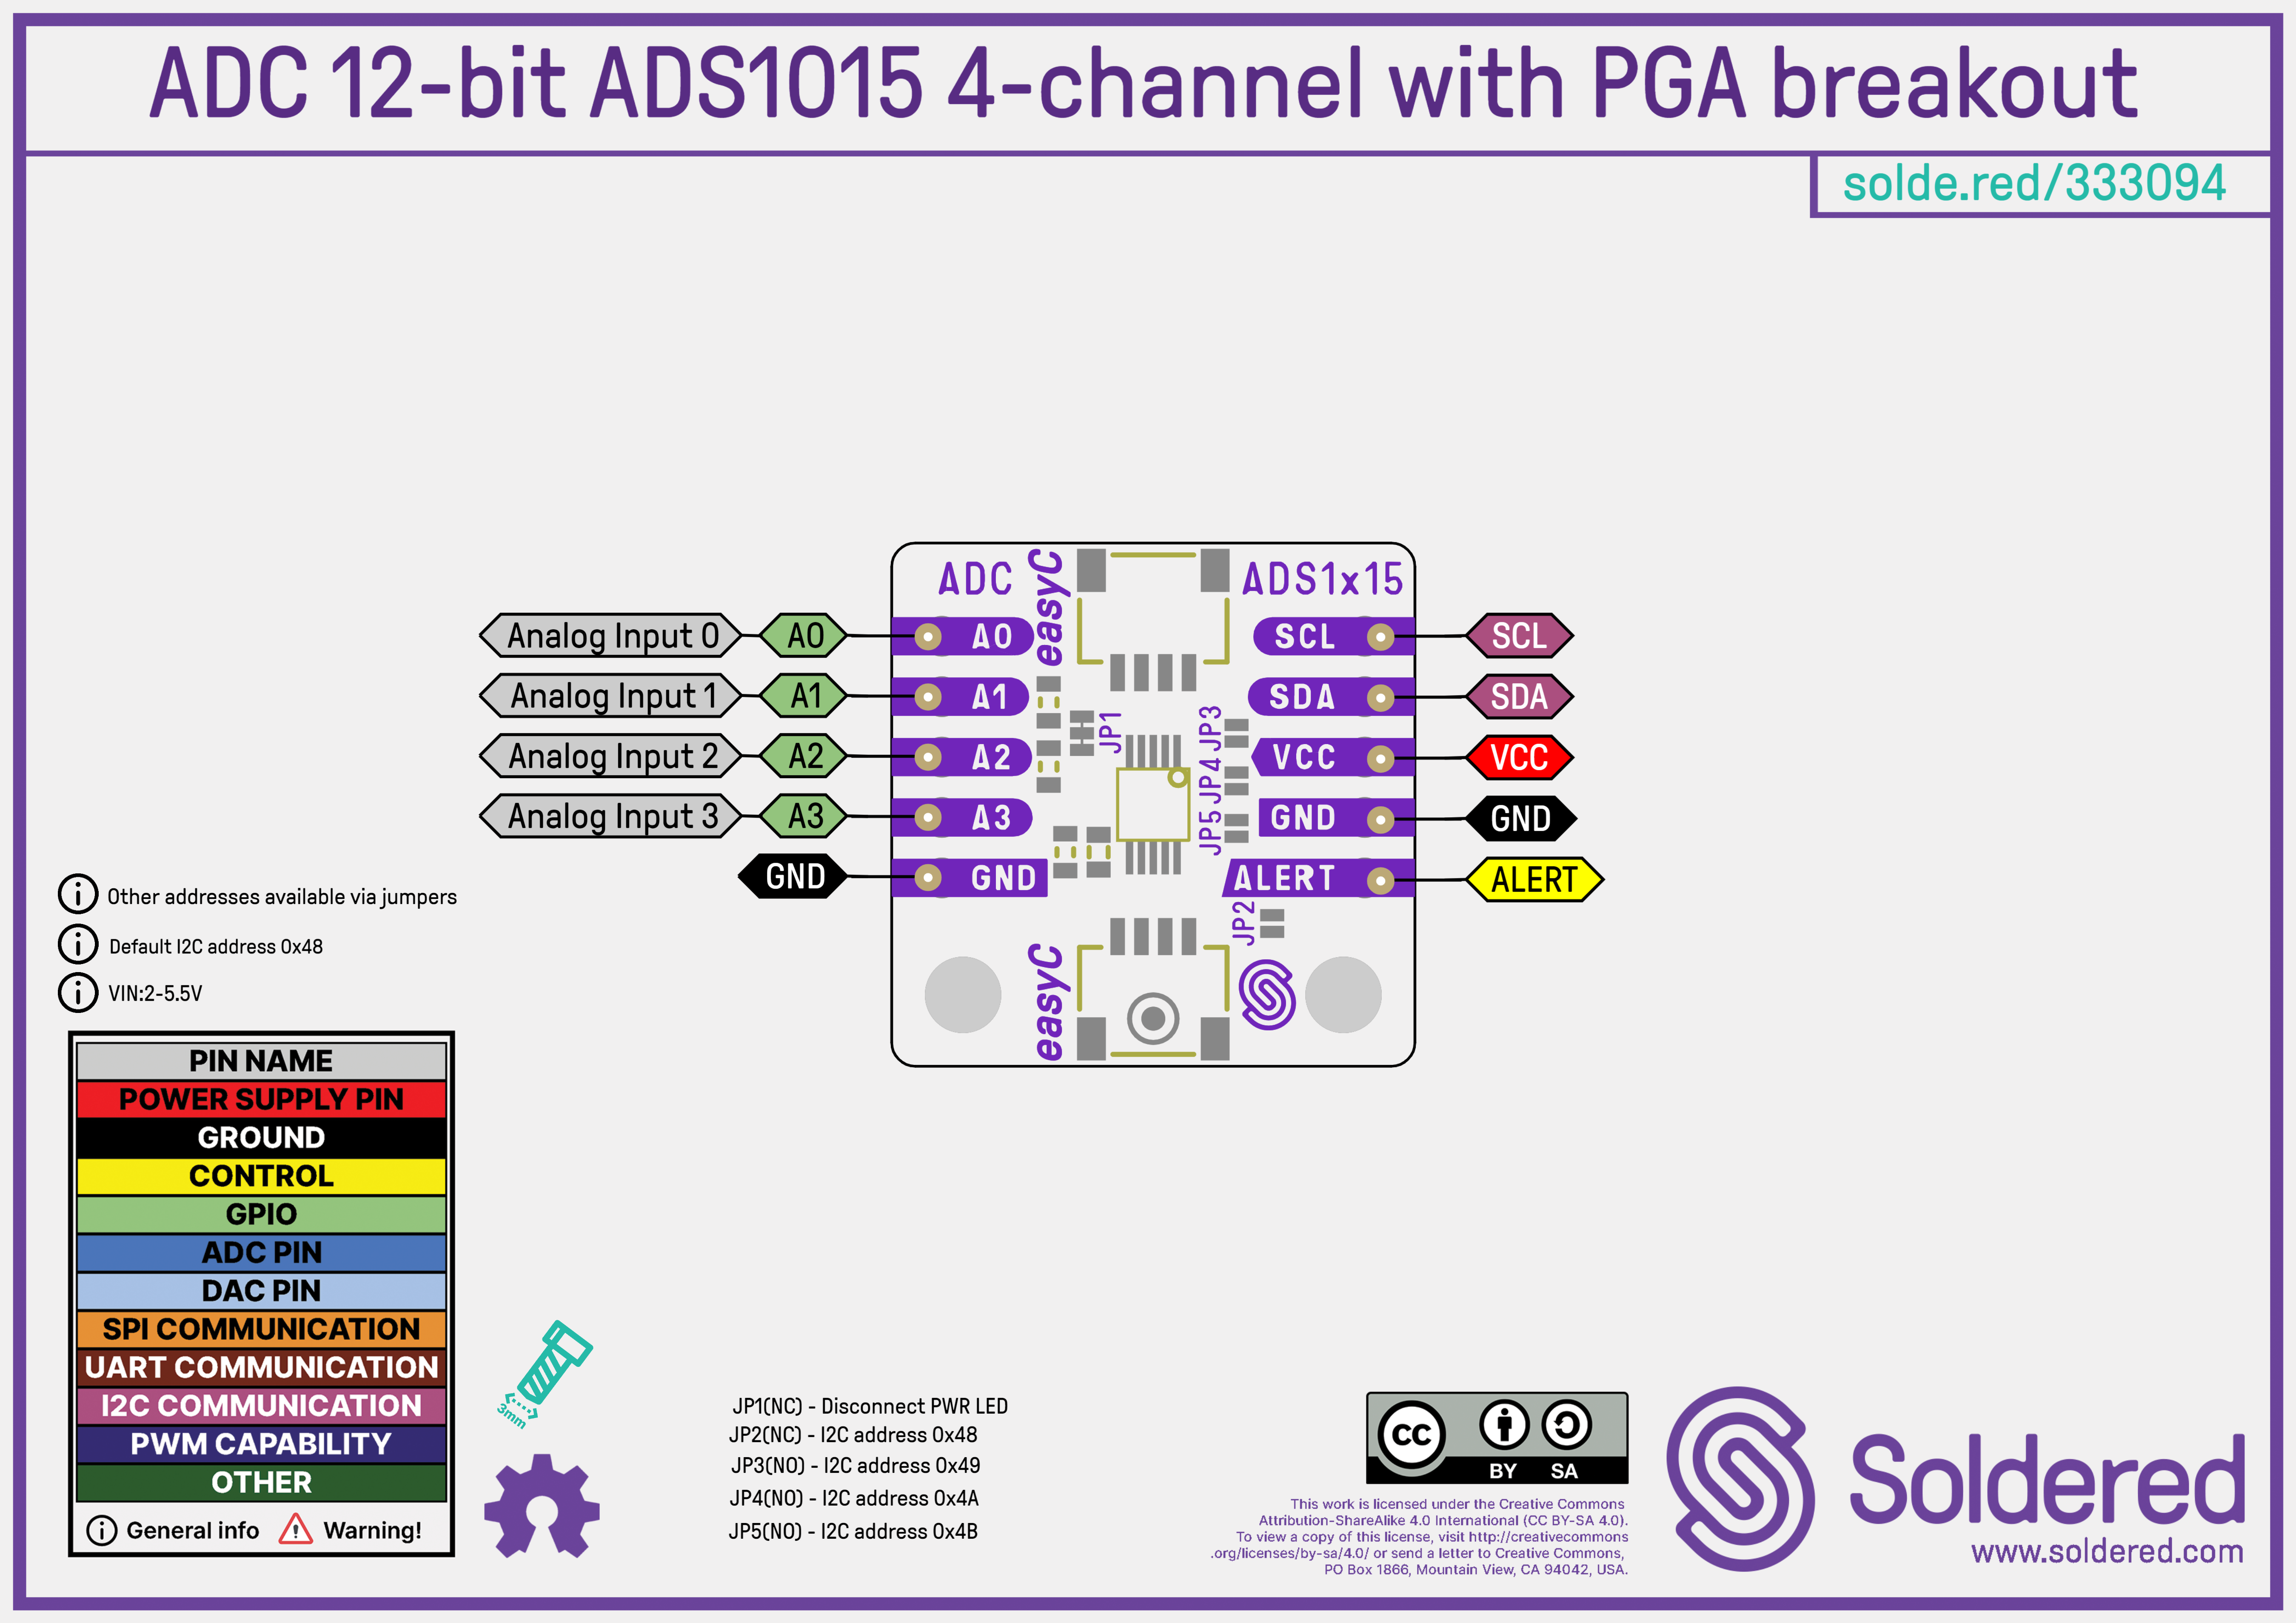 ADC 12-bit ADS1015 4-channel with PGA breakout
solde.red/333094
ADC
easyC
ADS1x15
Analog Input 0
A0
A0
SCL
SCL
Analog Input 1
A1
A1
SDA
SDA
Analog Input 2
A2
A2
JP1
JP3
VCC
VCC
Analog Input 3
A3
A3
JP4
JP5
GND
GND
GND
GND
ALERT
ALERT
JP2
easyC
Other addresses available via jumpers
Default I2C address 0x48
VIN:2-5.5V
PIN NAME
POWER SUPPLY PIN
GROUND
CONTROL
GPIO
ADC PIN
DAC PIN
SPI COMMUNICATION
UART COMMUNICATION
I2C COMMUNICATION
PWM CAPABILITY
OTHER
General info
Warning!
3mm
JP1(NC) - Disconnect PWR LED
JP2(NC) - I2C address 0x48
JP3(NO) - I2C address 0x49
JP4(NO) - I2C address 0x4A
JP5(NO) - I2C address 0x4B
CC
BY SA
This work is licensed under the Creative Commons
Attribution-ShareAlike 4.0 International (CC BY-SA 4.0).
To view a copy of this license, visit http://creativecommons
.org/licenses/by-sa/4.0/ or send a letter to Creative Commons,
PO Box 1866, Mountain View, CA 94042, USA.
Soldered
www.soldered.com